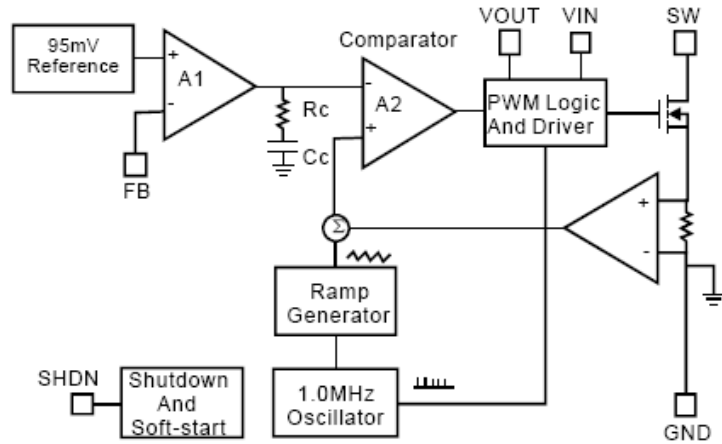 VOUT VIN SW
95mV
Reference
+
-
A1
FB
Rc
Cc
Comparator
-
+
A2
PWM Logic
And Driver
+
-
Σ
Ramp
Generator
1.0MHz
Oscillator
SHDN
Shutdown
And
Soft-start
GND